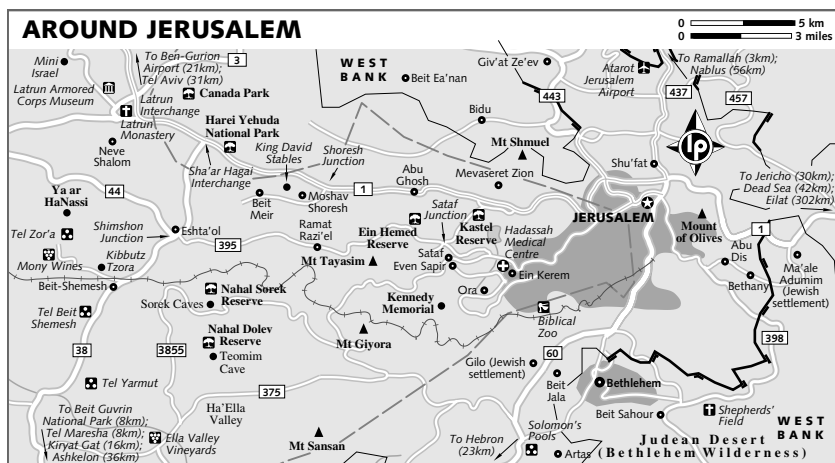 AROUND JERUSALEM
0 5 km
0 3 miles
Mini
Israel
To Ben-Gurion
Airport (21km);
Tel Aviv (31km)
3
WEST
BANK
Giv'at Ze'ev
Atarot
Jerusalem
Airport
To Ramallah (3km);
Nablus (56km)
Latrun Armored
Corps Museum
Latrun
Interchange
Canada Park
Beit Ea'nan
443
437
457
Latrun
Monastery
Harei Yehuda
National Park
Bidu
lp
Neve
Shalom
Sha'ar Hagai
Interchange
King David
Stables
Shoresh
Junction
Mt Shmuel
Shu'fat
44
Mevaseret Zion
To Jericho (30km);
Dead Sea (42km);
Eilat (302km)
Ya ar
HaNassi
Beit
Meir
Moshav
Shoresh
1
Abu
Ghosh
Sataf
Junction
JERUSALEM
Tel Zor'a
Shimshon
Junction
Eshta'ol
Ramat
Razi'el
Ein Hemed
Reserve
Kastel
Reserve
Hadassah
Medical
Centre
Mount
of Olives
1
395
Mony Wines
Kibbutz
Tzora
Mt Tayasim
Sataf
Even Sapir
Ein Kerem
Abu
Dis
Bethany
Ma'ale
Adumim
(Jewish
settlement)
Beit-Shemesh
Nahal Sorek
Reserve
Sorek Caves
Kennedy
Memorial
Ora
Tel Beit
Shemesh
Biblical
Zoo
Nahal Dolev
Reserve
Teomim
Cave
Mt Giyora
38
3855
60
398
Gilo (Jewish
settlement)
Tel Yarmut
375
Beit
Jala
Bethlehem
To Beit Guvrin
National Park (8km);
Tel Maresha (8km);
Kiryat Gat (16km);
Ashkelon (36km)
Ha'Ella
Valley
Ella Valley
Vineyards
Mt Sansan
To Hebron
(23km)
Solomon's
Pools
Artas
Beit Sahour
Shepherds'
Field
WEST
BANK
Judean Desert
(Bethlehem Wilderness)